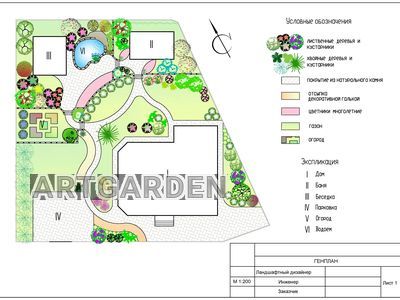 Условные обозначения
лиственные деревья и
кустарники
хвойные деревья и
кустарники
покрытие из натурального камня
отсыпка
декоративной галькой
цветники многолетние
газон
огород
Экспликация
I Дом
II Баня
III Беседка
IV Парковка
V Огород
VI Водоем
III
VI
II
V
IV
ARTGARDEN
ГЕНПЛАН
Ландшафтный дизайнер
М 1:200
Инженер
Лист 1
Заказчик